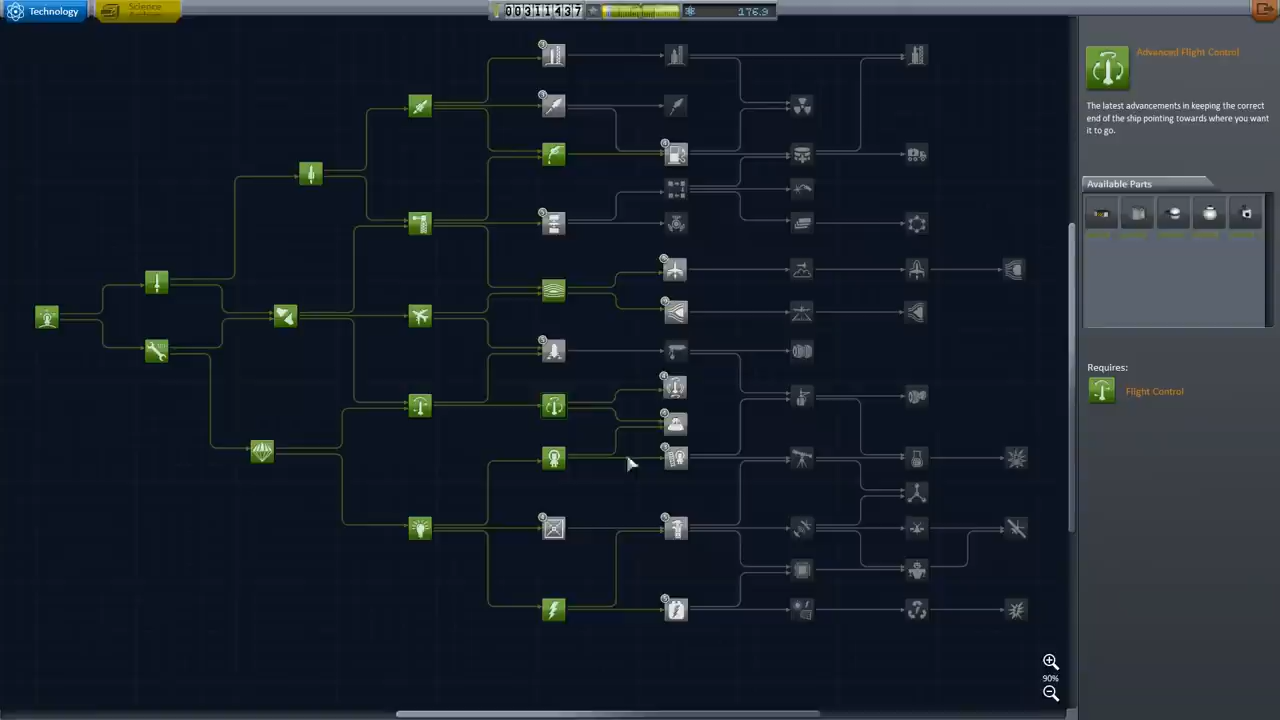 Technology
Science
00311437
176.9
Advanced Flight Control
The latest advancements in keeping the correct
end of the ship pointing towards where you want
it to go.
Available Parts
Requires:
Flight Control
90%